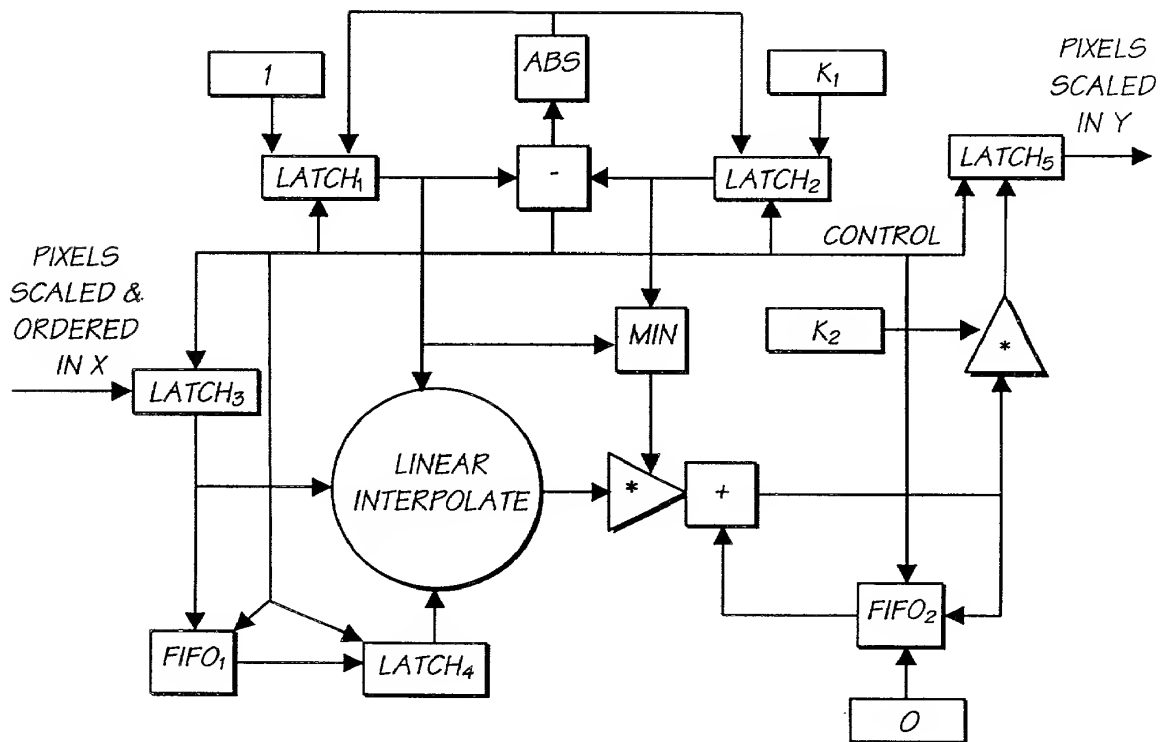 ABS
1
K₁
PIXELS
SCALED
IN Y
LATCH₁
-
LATCH₂
LATCH₅
CONTROL
PIXELS
SCALED &
ORDERED
IN X
MIN
K₂
*
LATCH₃
LINEAR
INTERPOLATE
*
+
FIFO₁
LATCH₄
FIFO₂
0